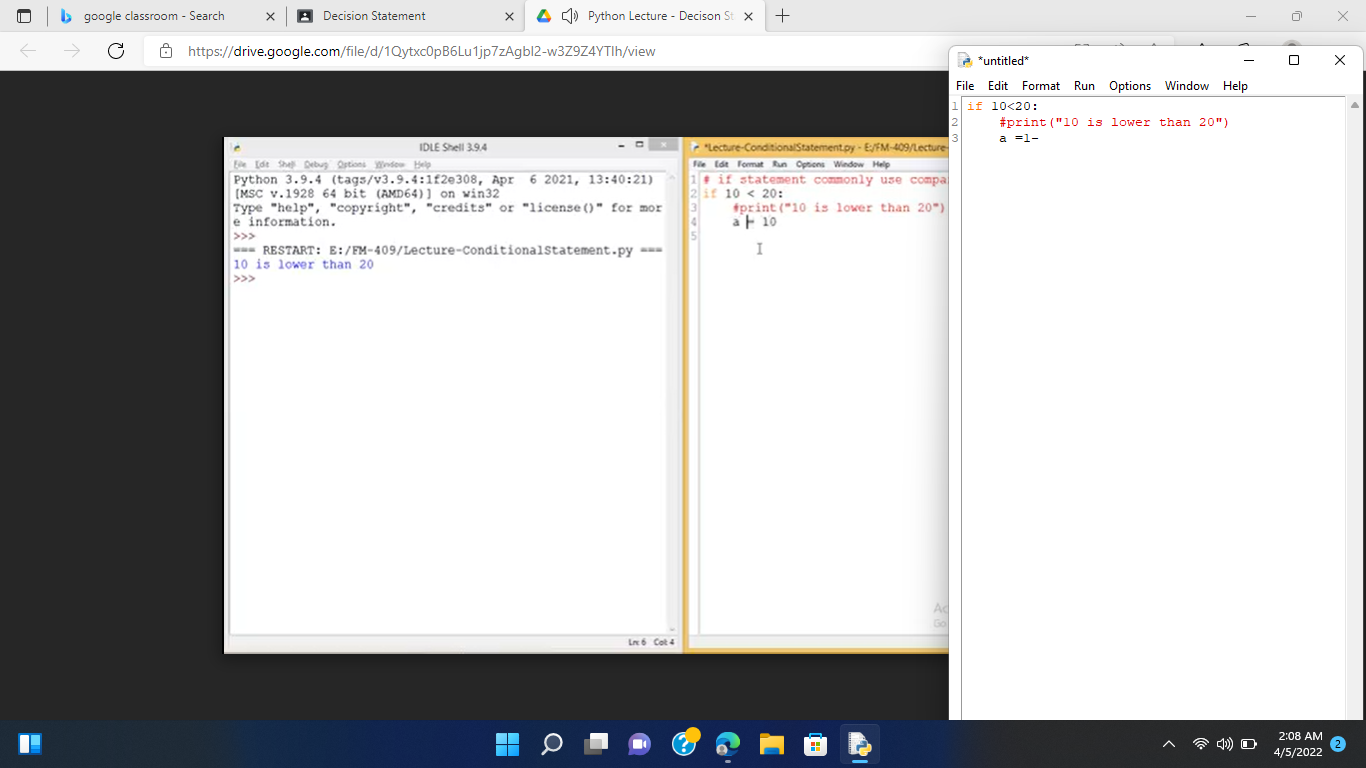 google classroom - Search
Decision Statement
Python Lecture - Decison St
https://drive.google.com/file/d/1Qytxc0pB6Lu1jp7zAgbI2-w3Z9Z4YTIh/view
IDLE Shell 3.9.4
File Edit Shell Debug Options Window Help
Python 3.9.4 (tags/v3.9.4:1f2e308, Apr  6 2021, 13:40:21)
[MSC v.1928 64 bit (AMD64)] on win32
Type "help", "copyright", "credits" or "license()" for mor
e information.
>>>
=== RESTART: E:/FM-409/Lecture-ConditionalStatement.py ===
10 is lower than 20
>>>
Ln: 6 Col: 4
*Lecture-ConditionalStatement.py - E:/FM-409/Lecture-
File Edit Format Run Options Window Help
1 # if statement commonly use compa
2 if 10 < 20:
3 #print("10 is lower than 20")
4 a = 10
5
Ac
Go
*untitled*
File Edit Format Run Options Window Help
1 if 10<20:
2 #print("10 is lower than 20")
3 a =1-
2:08 AM
4/5/2022
2